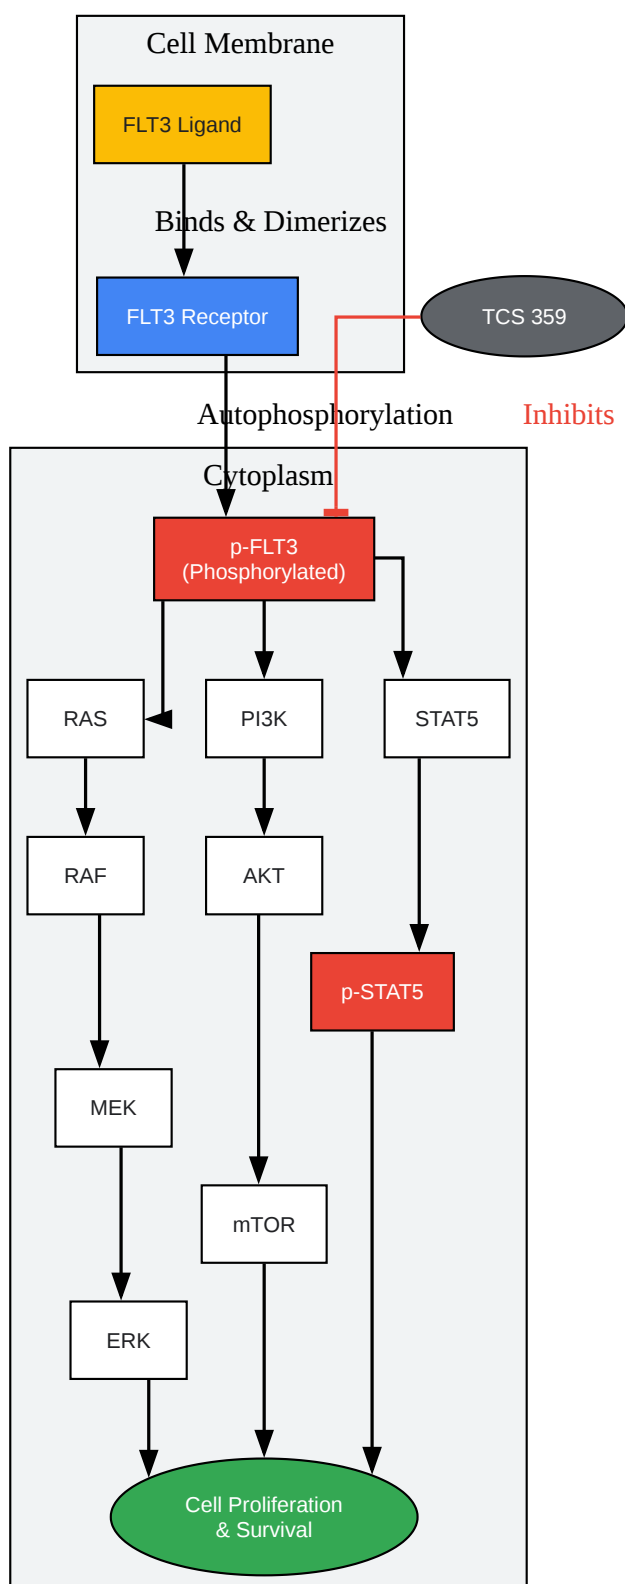 Cell Membrane
FLT3 Ligand
Binds & Dimerizes
FLT3 Receptor
TCS 359
Autophosphorylation
Inhibits
Cytoplasm
p-FLT3
(Phosphorylated)
RAS
PI3K
STAT5
RAF
AKT
p-STAT5
MEK
mTOR
ERK
Cell Proliferation
& Survival